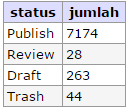 status jumlah
Publish 7174
Review 28
Draft 263
Trash 44